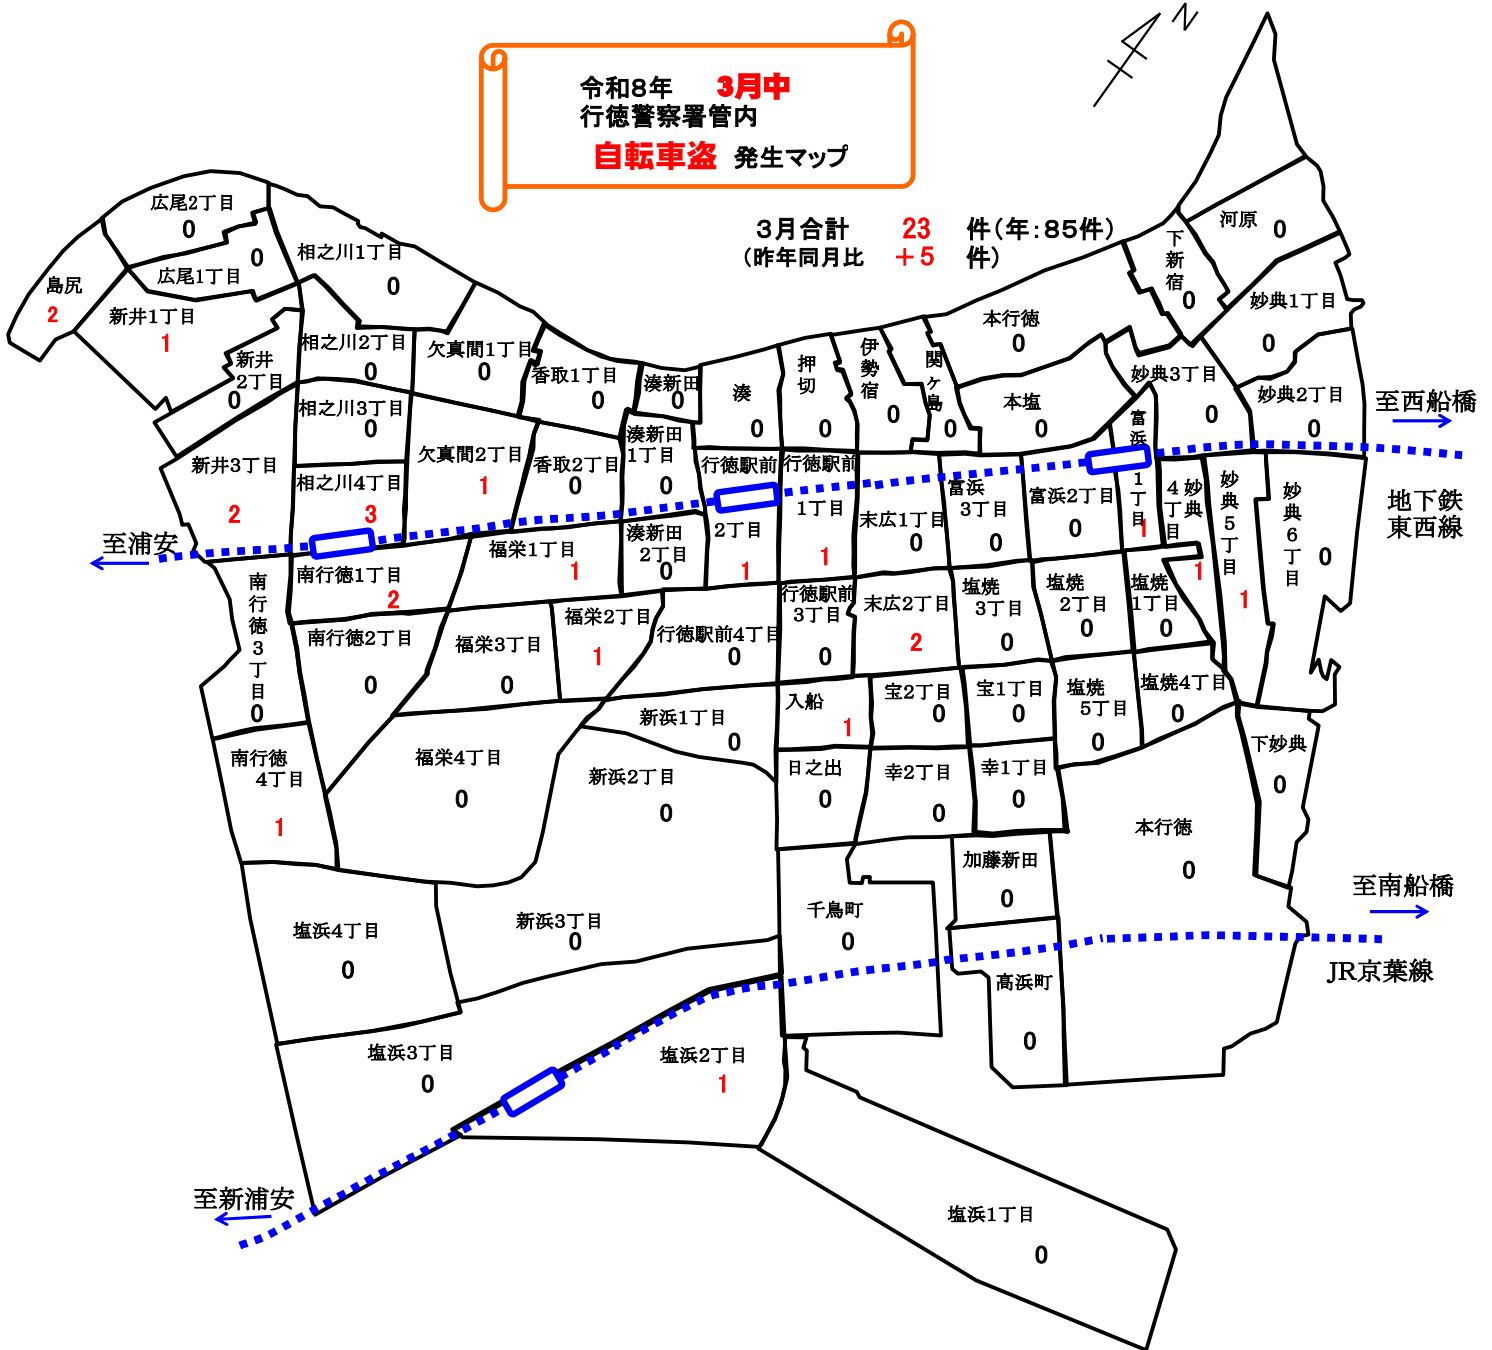 N
令和8年 3月中
行徳警察署管内
自転車盗 発生マップ
3月合計 23 件(年:85件)
(昨年同月比 +5 件)
広尾2丁目
0
広尾1丁目
0
島尻
2
新井1丁目
1
新井
2丁目
0
新井3丁目
2
相之川1丁目
0
相之川2丁目
0
相之川3丁目
0
相之川4丁目
3
欠真間1丁目
0
欠真間2丁目
1
香取1丁目
0
香取2丁目
0
湊新田
0
湊新田
1丁目
0
湊新田
2丁目
0
湊
0
押切
0
伊勢宿
0
関ヶ島
0
本行徳
0
本塩
0
下新宿
0
河原
0
妙典1丁目
0
妙典2丁目
0
妙典3丁目
0
妙典
4丁目
1
妙典5丁目
1
妙典6丁目
0
富浜
1丁目
1
富浜2丁目
0
富浜
3丁目
0
行徳駅前
1丁目
1
行徳駅前
2丁目
1
行徳駅前
3丁目
0
行徳駅前4丁目
0
末広1丁目
0
末広2丁目
2
塩焼
1丁目
0
塩焼
2丁目
0
塩焼
3丁目
0
塩焼4丁目
0
塩焼
5丁目
0
福栄1丁目
1
福栄2丁目
1
福栄3丁目
0
福栄4丁目
0
南行徳1丁目
2
南行徳2丁目
0
南行徳3丁目
0
南行徳
4丁目
1
新浜1丁目
0
新浜2丁目
0
新浜3丁目
0
入船
1
日之出
0
宝2丁目
0
宝1丁目
0
幸2丁目
0
幸1丁目
0
下妙典
0
本行徳
0
加藤新田
0
千鳥町
0
高浜町
0
塩浜4丁目
0
塩浜3丁目
0
塩浜2丁目
1
塩浜1丁目
0
至西船橋
地下鉄
東西線
至浦安
至南船橋
JR京葉線
至新浦安